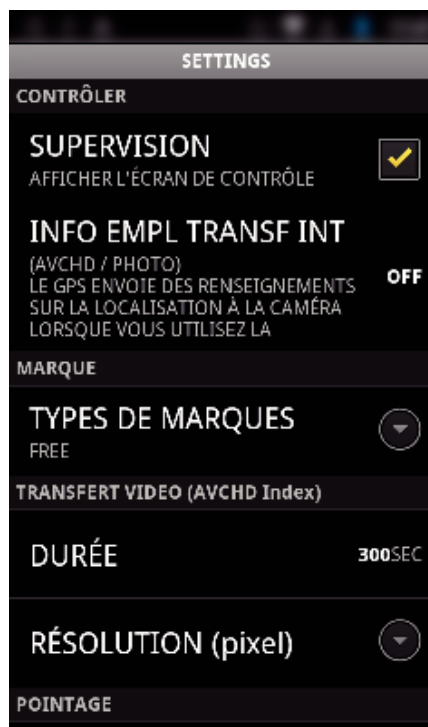 SETTINGS
CONTRÔLER
SUPERVISION
AFFICHER L'ÉCRAN DE CONTRÔLE
INFO EMPL TRANSF INT
(AVCHD / PHOTO)
LE GPS ENVOIE DES RENSEIGNEMENTS
SUR LA LOCALISATION À LA CAMÉRA
LORSQUE VOUS UTILISEZ LA
OFF
MARQUE
TYPES DE MARQUES
FREE
TRANSFERT VIDEO (AVCHD Index)
DURÉE
300SEC
RÉSOLUTION (pixel)
POINTAGE